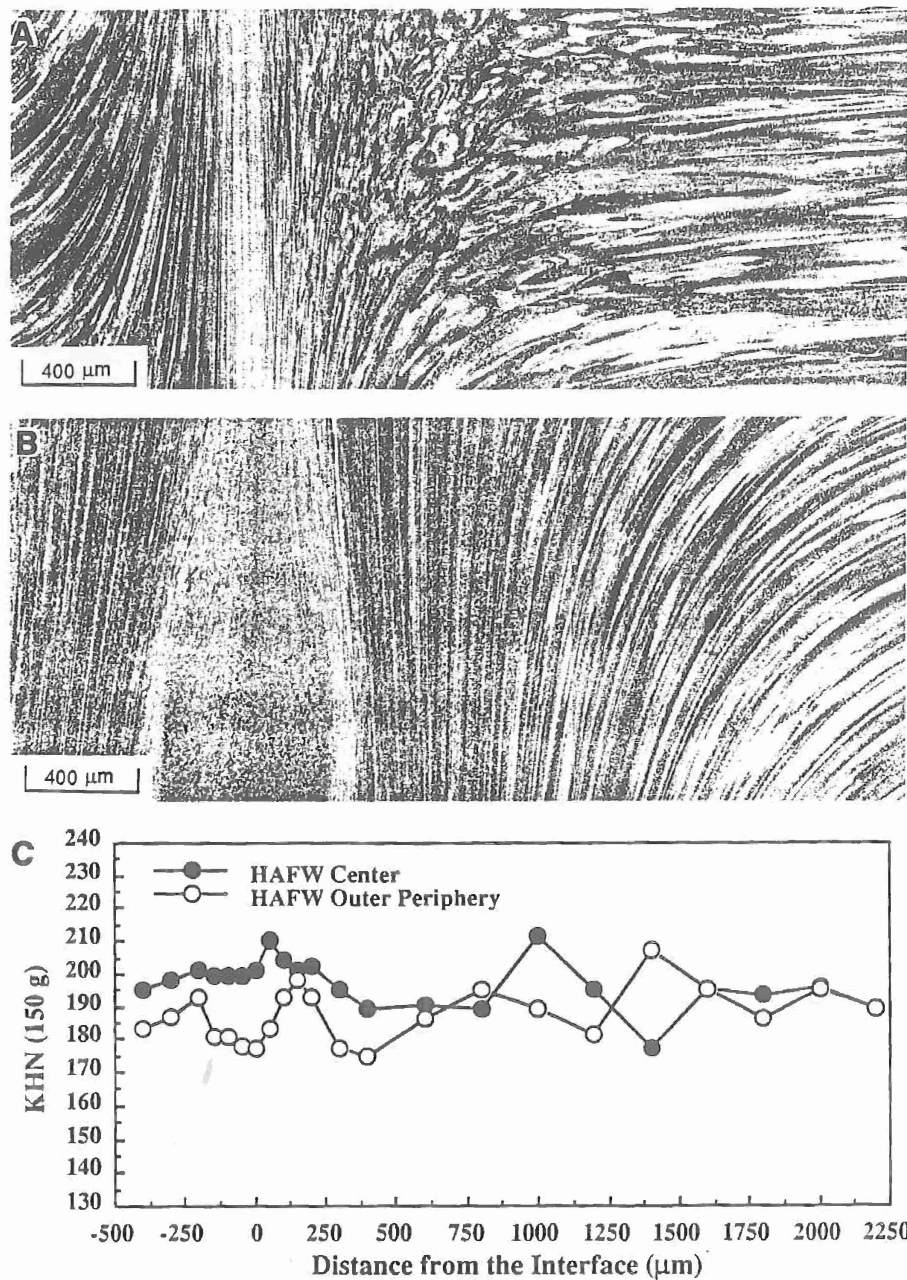 A
400 μm
B
400 μm
C
240
230
220
210
200
190
180
170
160
150
140
130
KHN (150 g)
HAFW Center
HAFW Outer Periphery
-500 -250 0 250 500 750 1000 1250 1500 1750 2000 2250
Distance from the Interface (μm)